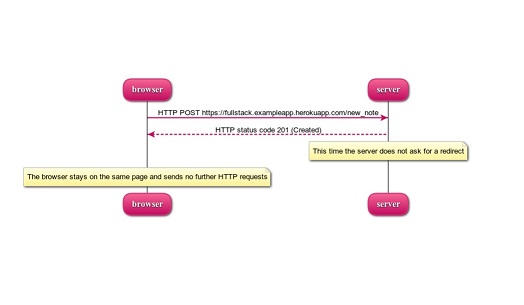 browser
server
HTTP POST https://fullstack.exampleapp.herokuapp.com/new_note
HTTP status code 201 (Created)
This time the server does not ask for a redirect
The browser stays on the same page and sends no further HTTP requests
browser
server